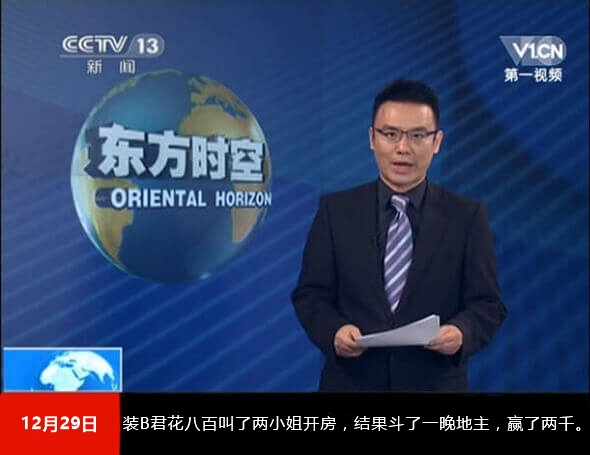 CCTV 13
新闻
V1.CN
第一视频
东方时空
ORIENTAL HORIZON
12月29日
装B君花八百叫了两小姐开房，结果斗了一晚地主，赢了两千。